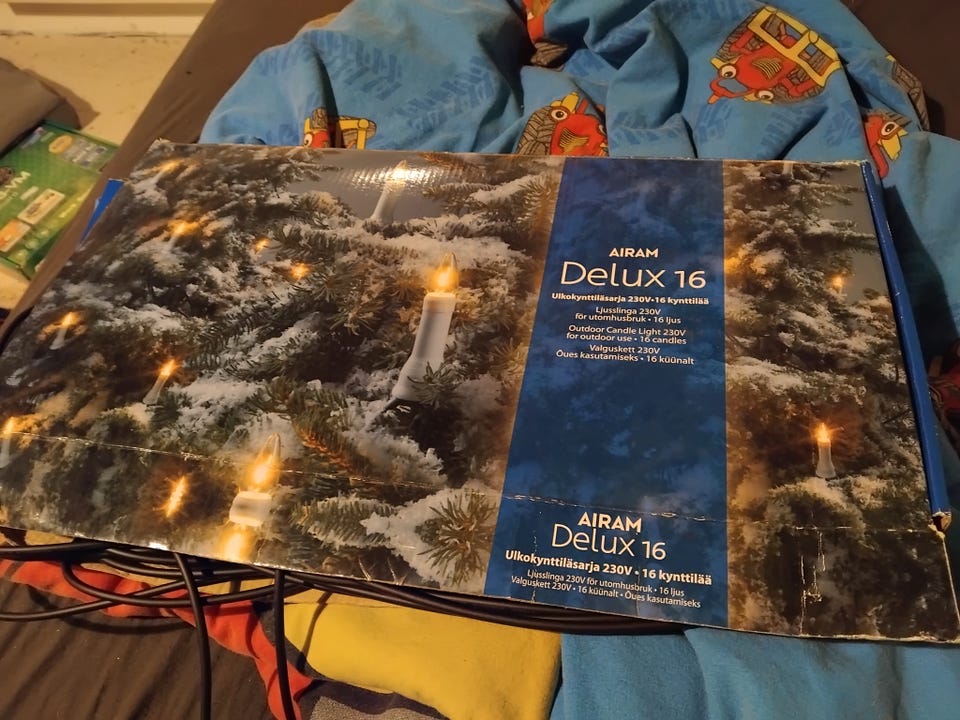 AIRAM
Delux 16
Ulkokynttiläsarja 230V • 16 kynttilää
Ljusslinga 230V
för utomhusbruk • 16 ljus
Outdoor Candle Light 230V
for outdoor use • 16 candles
Valguskett 230V
Õues kasutamiseks • 16 küünalt
AIRAM
Delux 16
Ulkokynttiläsarja 230V • 16 kynttilää
Ljusslinga 230V för utomhusbruk • 16 ljus
Valguskett 230V • 16 küünalt • Õues kasutamiseks